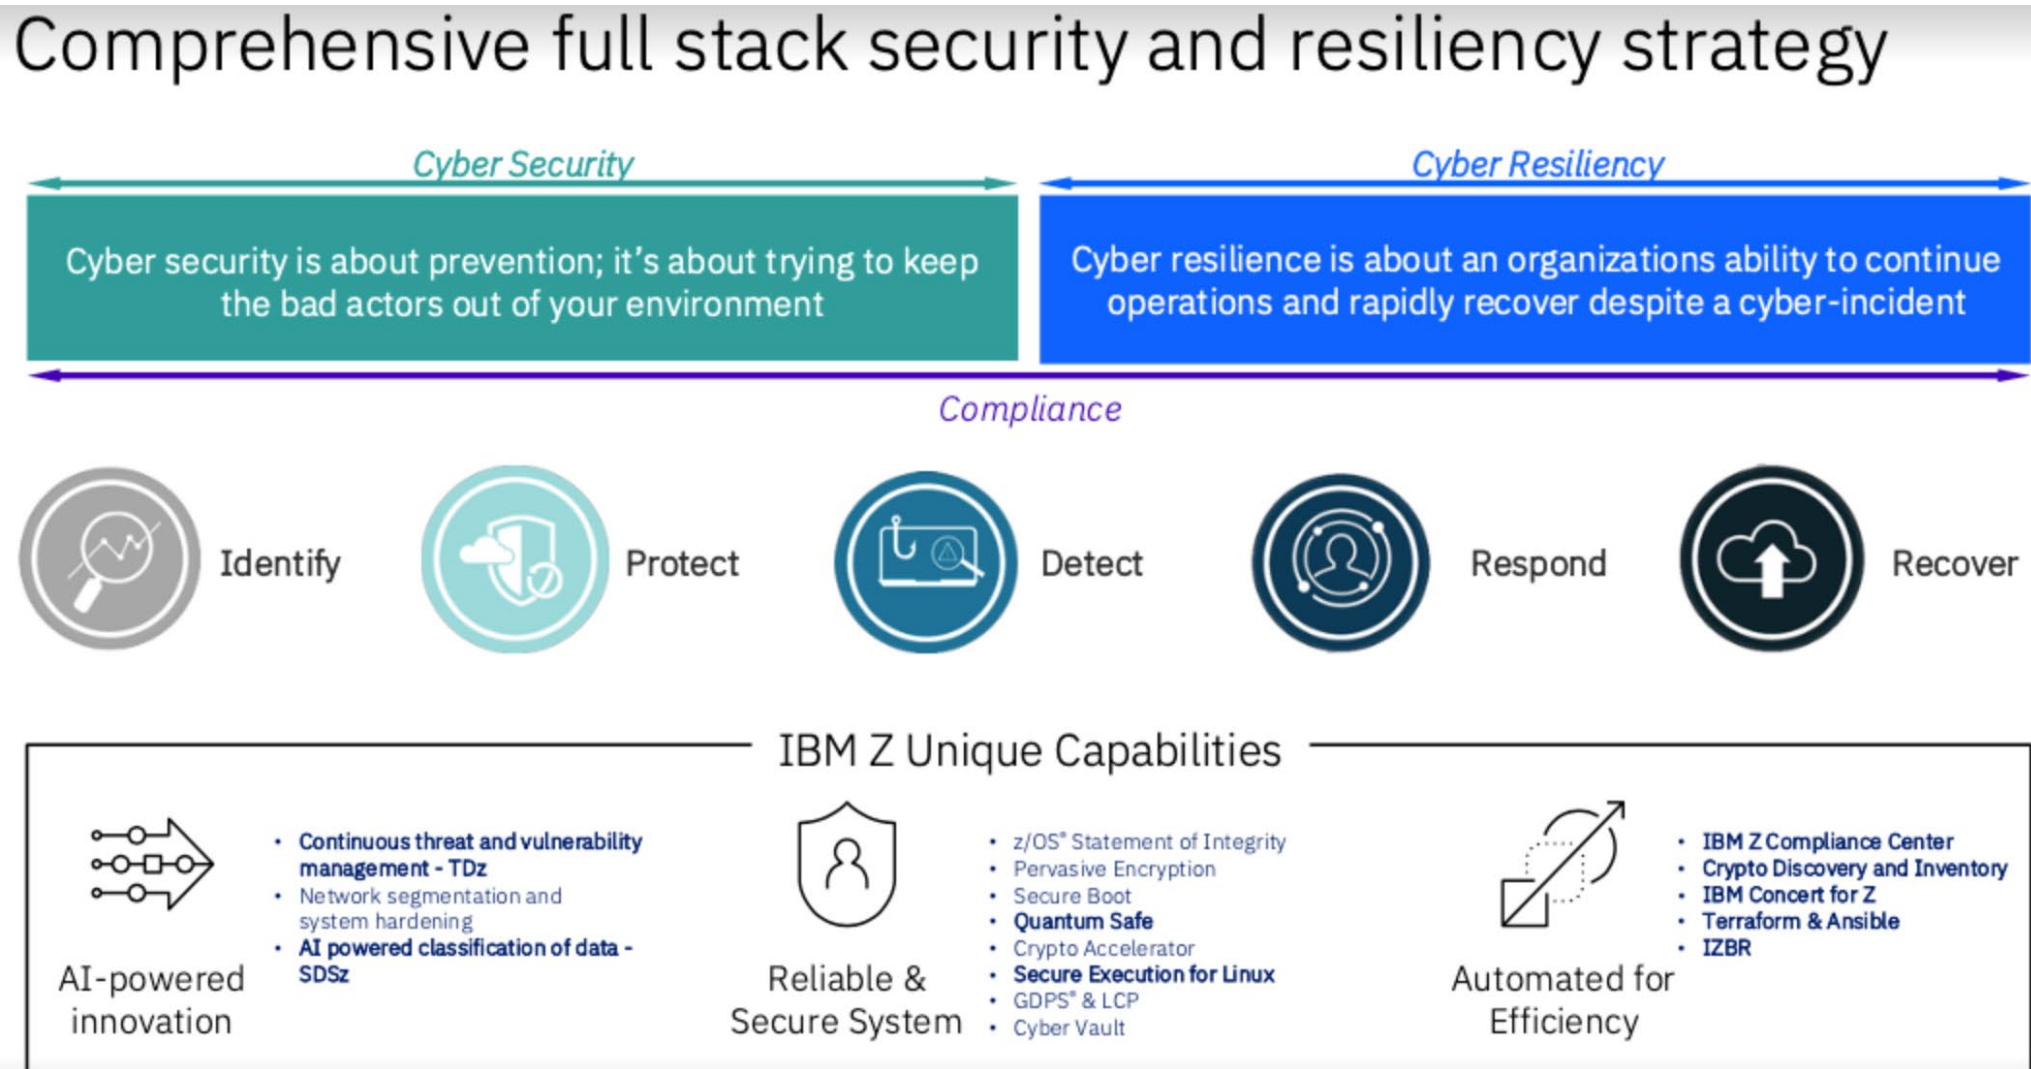 Comprehensive full stack security and resiliency strategy
Cyber Security
Cyber Resiliency
Cyber security is about prevention; it's about trying to keep
the bad actors out of your environment
Cyber resilience is about an organizations ability to continue
operations and rapidly recover despite a cyber-incident
Compliance
Identify
Protect
Detect
Respond
Recover
IBM Z Unique Capabilities
AI-powered
innovation
• Continuous threat and vulnerability
management - TDz
• Network segmentation and
system hardening
• AI powered classification of data -
SDSz
Reliable &
Secure System
• z/OS® Statement of Integrity
• Pervasive Encryption
• Secure Boot
• Quantum Safe
• Crypto Accelerator
• Secure Execution for Linux
• GDPS® & LCP
• Cyber Vault
Automated for
Efficiency
• IBM Z Compliance Center
• Crypto Discovery and Inventory
• IBM Concert for Z
• Terraform & Ansible
• IZBR